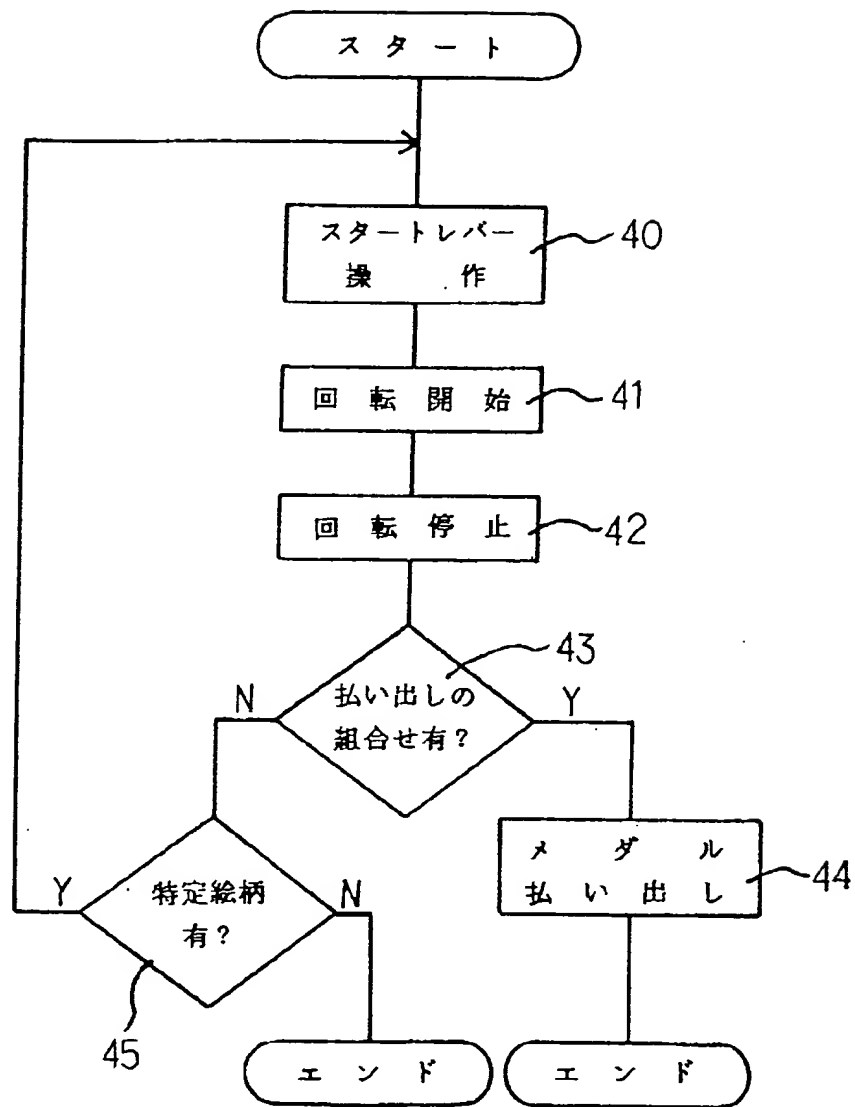 スタート
スタートレバー
操作
40
回転開始
41
回転停止
42
払い出しの
組合せ有?
43
N
Y
メダル
払い出し
44
特定絵柄
有?
Y
N
45
エンド
エンド